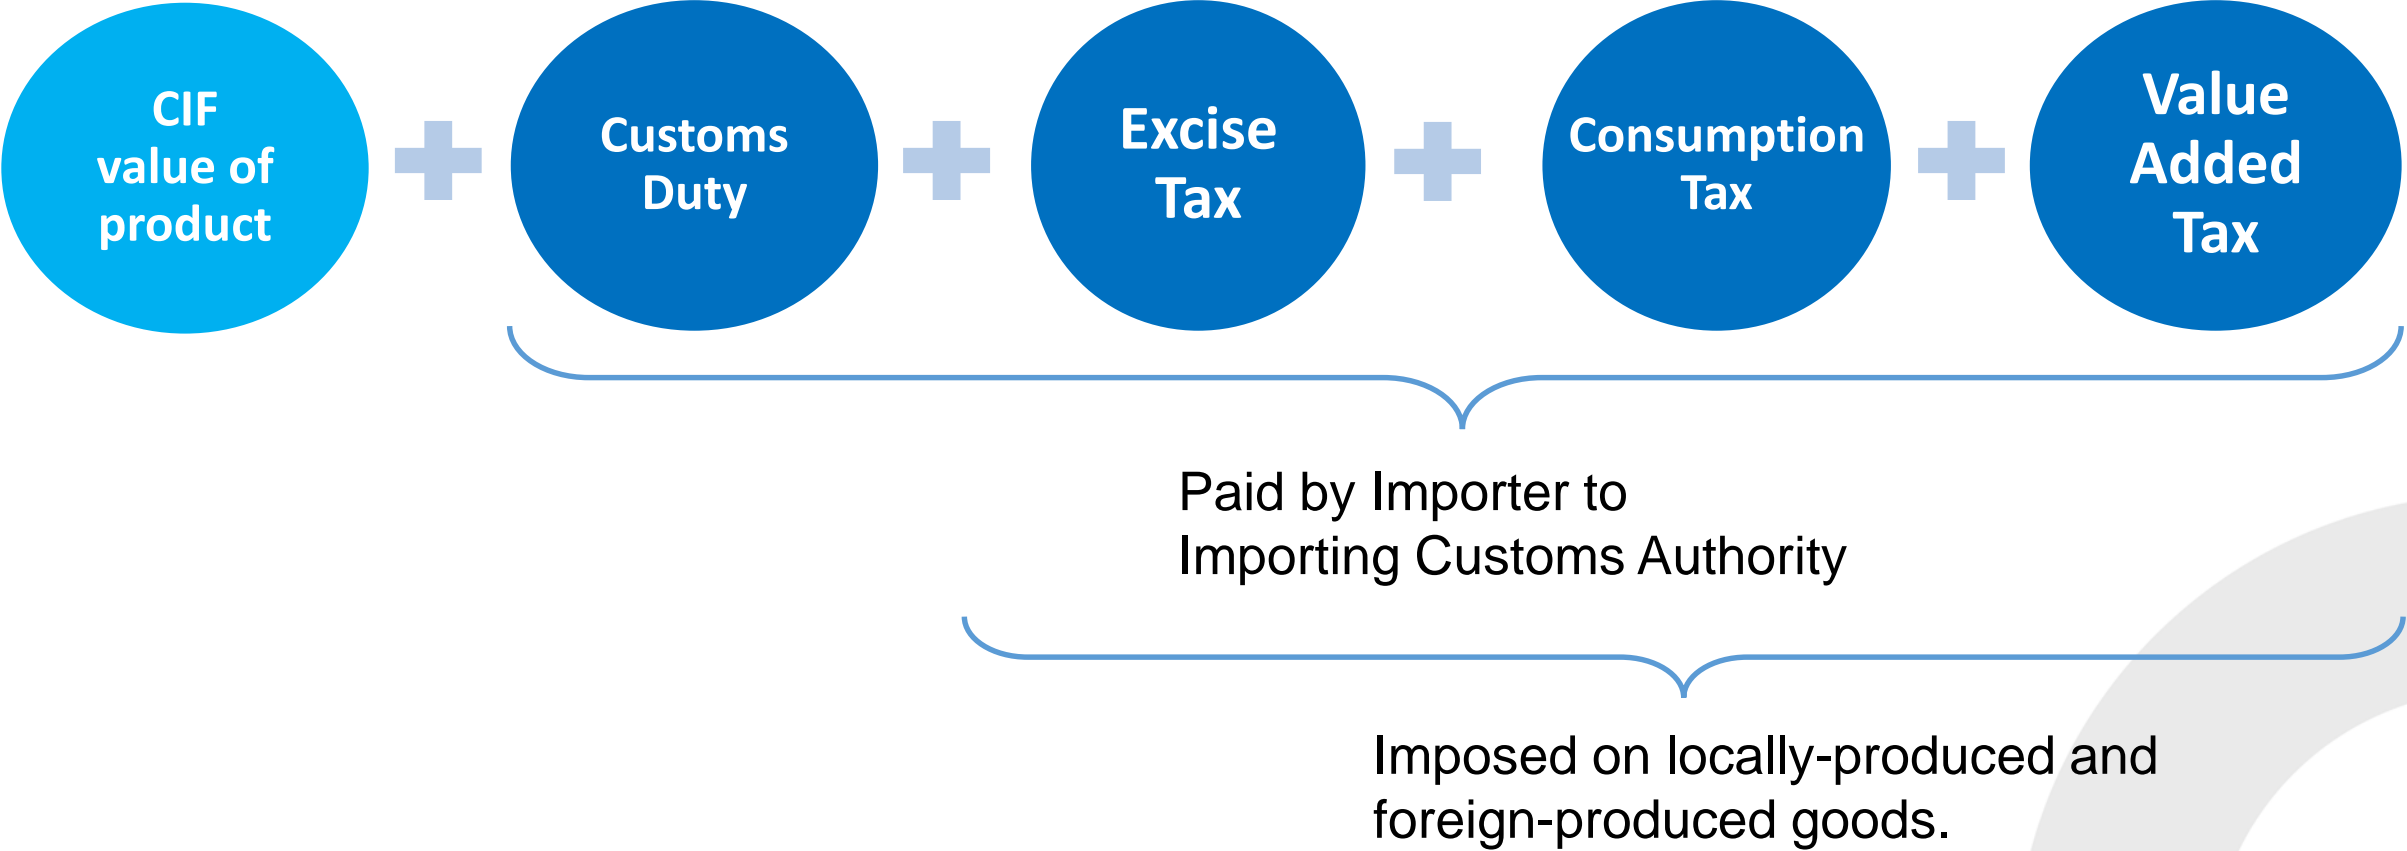 CIF
value of
product
Customs
Duty
Excise
Tax
Consumption
Tax
Value
Added
Tax
Paid by Importer to
Importing Customs Authority
Imposed on locally-produced and
foreign-produced goods.